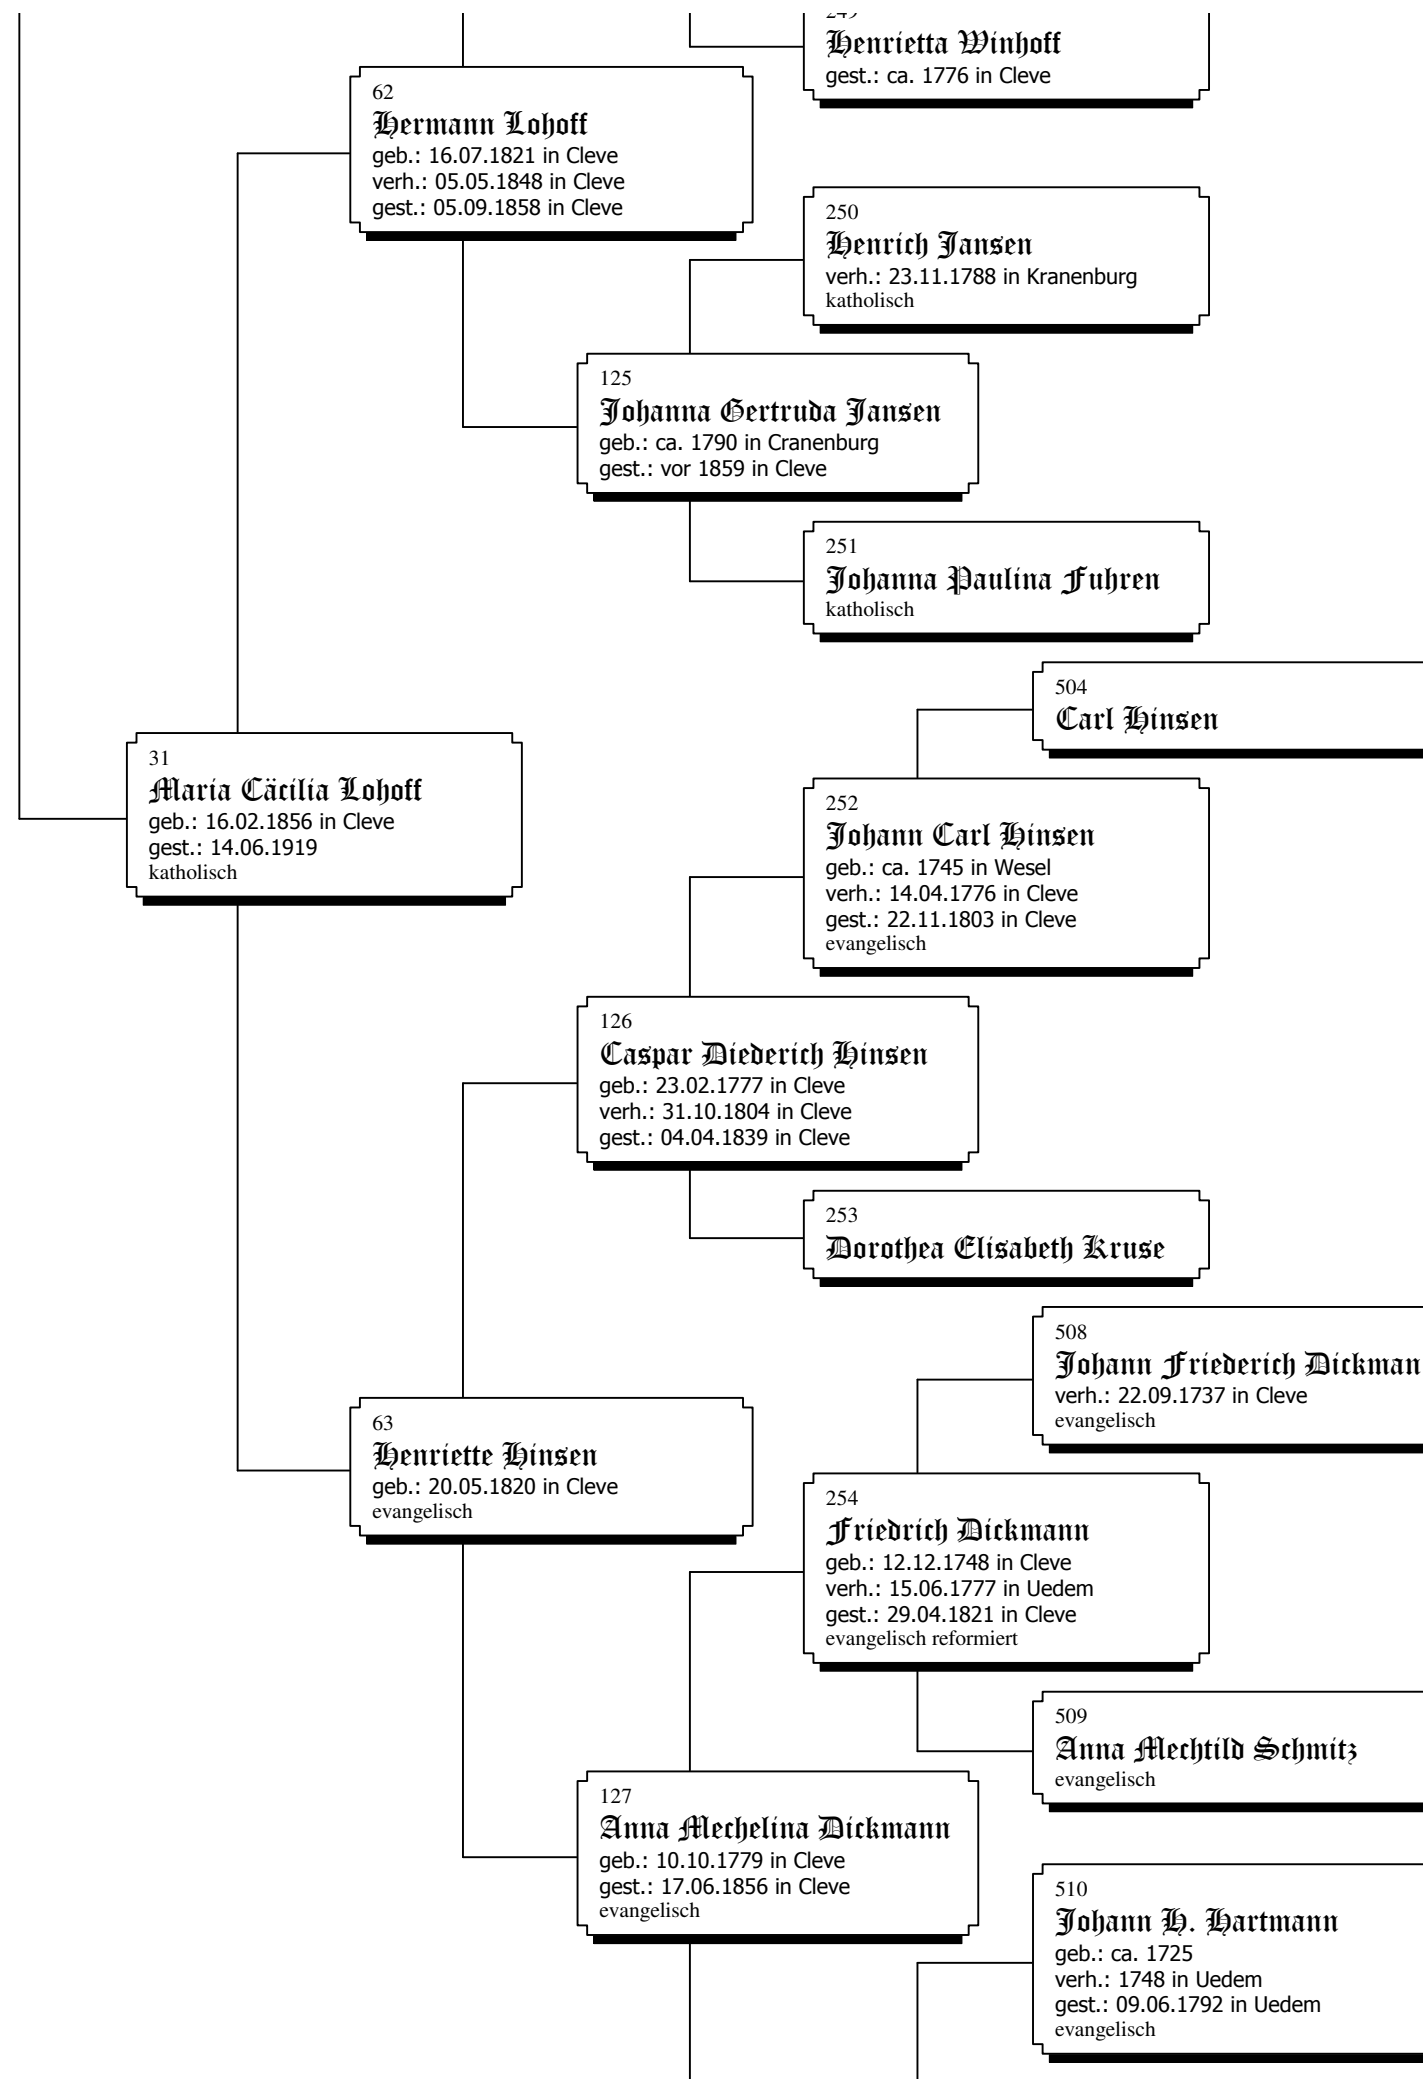 249
Henrietta Winhoff
gest.: ca. 1776 in Cleve
62
Hermann Lohoff
geb.: 16.07.1821 in Cleve
verh.: 05.05.1848 in Cleve
gest.: 05.09.1858 in Cleve
250
Henrich Jansen
verh.: 23.11.1788 in Kranenburg
katholisch
125
Johanna Gertruda Jansen
geb.: ca. 1790 in Cranenburg
gest.: vor 1859 in Cleve
251
Johanna Paulina Fuhren
katholisch
504
Carl Hinsen
31
Maria Cäcilia Lohoff
geb.: 16.02.1856 in Cleve
gest.: 14.06.1919
katholisch
252
Johann Carl Hinsen
geb.: ca. 1745 in Wesel
verh.: 14.04.1776 in Cleve
gest.: 22.11.1803 in Cleve
evangelisch
126
Caspar Diederich Hinsen
geb.: 23.02.1777 in Cleve
verh.: 31.10.1804 in Cleve
gest.: 04.04.1839 in Cleve
253
Dorothea Elisabeth Kruse
508
Johann Friederich Dickman
verh.: 22.09.1737 in Cleve
evangelisch
63
Henriette Hinsen
geb.: 20.05.1820 in Cleve
evangelisch
254
Friedrich Dickmann
geb.: 12.12.1748 in Cleve
verh.: 15.06.1777 in Uedem
gest.: 29.04.1821 in Cleve
evangelisch reformiert
509
Anna Mechtild Schmitz
evangelisch
127
Anna Mechelina Dickmann
geb.: 10.10.1779 in Cleve
gest.: 17.06.1856 in Cleve
evangelisch
510
Johann H. Hartmann
geb.: ca. 1725
verh.: 1748 in Uedem
gest.: 09.06.1792 in Uedem
evangelisch